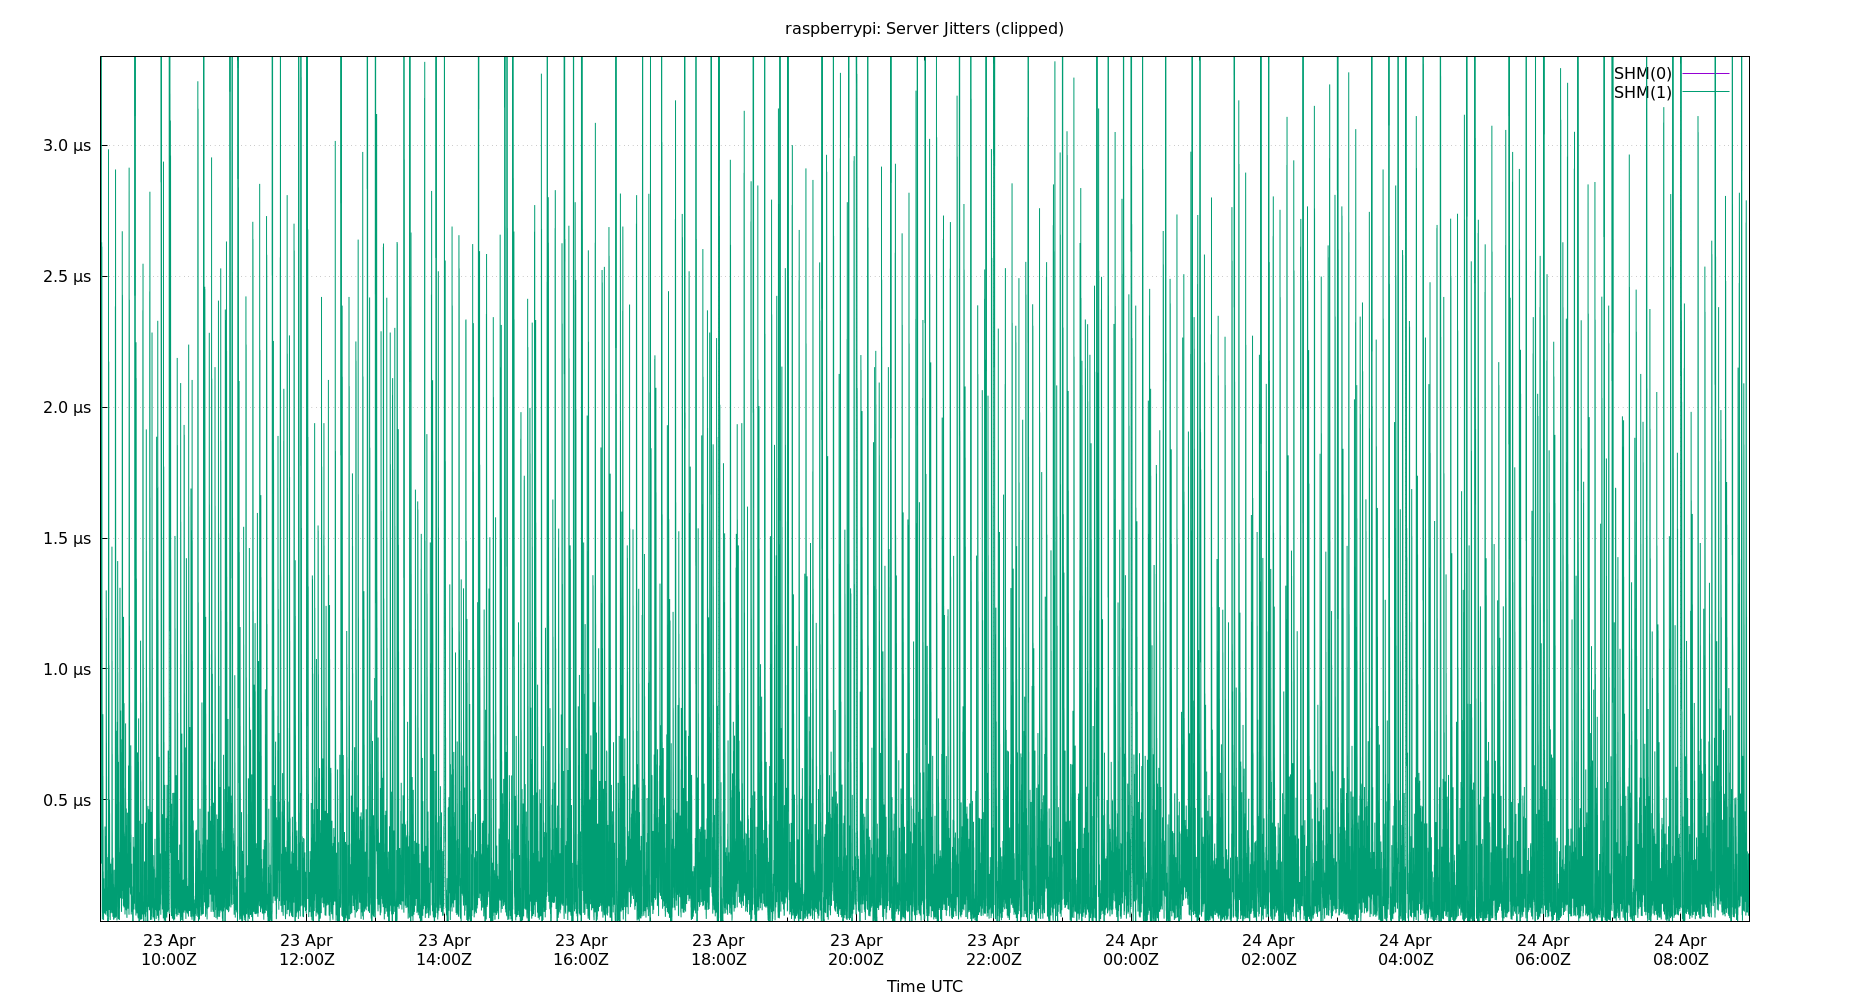 raspberrypi: Server Jitters (clipped)
SHM(0)
SHM(1)
3.0 µs
2.5 µs
2.0 µs
1.5 µs
1.0 µs
0.5 µs
23 Apr 23 Apr 23 Apr 23 Apr 23 Apr 23 Apr 23 Apr 24 Apr 24 Apr 24 Apr 24 Apr 24 Apr
10:00Z 12:00Z 14:00Z 16:00Z 18:00Z 20:00Z 22:00Z 00:00Z 02:00Z 04:00Z 06:00Z 08:00Z
Time UTC